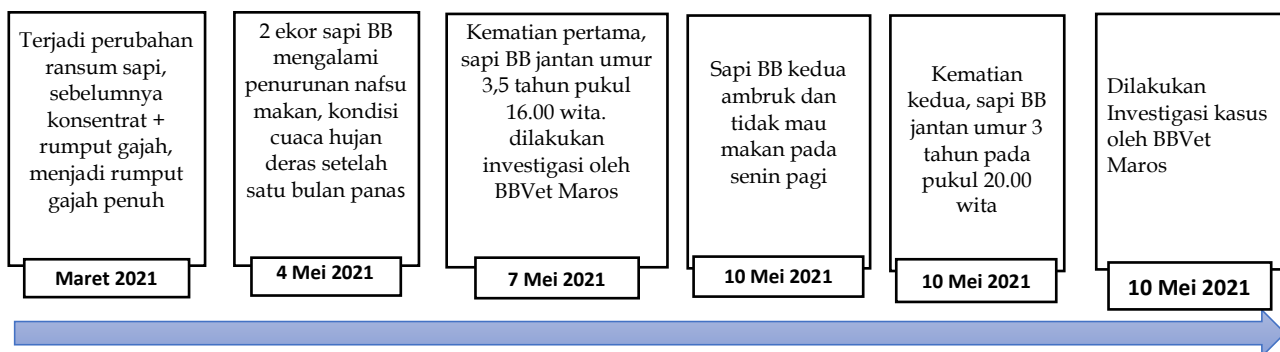 Terjadi perubahan
ransum sapi,
sebelumnya
konsentrat +
rumput gajah,
menjadi rumput
gajah penuh
Maret 2021
2 ekor sapi BB
mengalami
penurunan nafsu
makan, kondisi
cuaca hujan
deras setelah
satu bulan panas
4 Mei 2021
Kematian pertama,
sapi BB jantan umur
3,5 tahun pukul
16.00 wita.
dilakukan
investigasi oleh
BBVet Maros
7 Mei 2021
Sapi BB kedua
ambruk dan
tidak mau
makan pada
senin pagi
10 Mei 2021
Kematian
kedua, sapi BB
jantan umur 3
tahun pada
pukul 20.00
wita
10 Mei 2021
Dilakukan
Investigasi kasus
oleh BBVet
Maros
10 Mei 2021